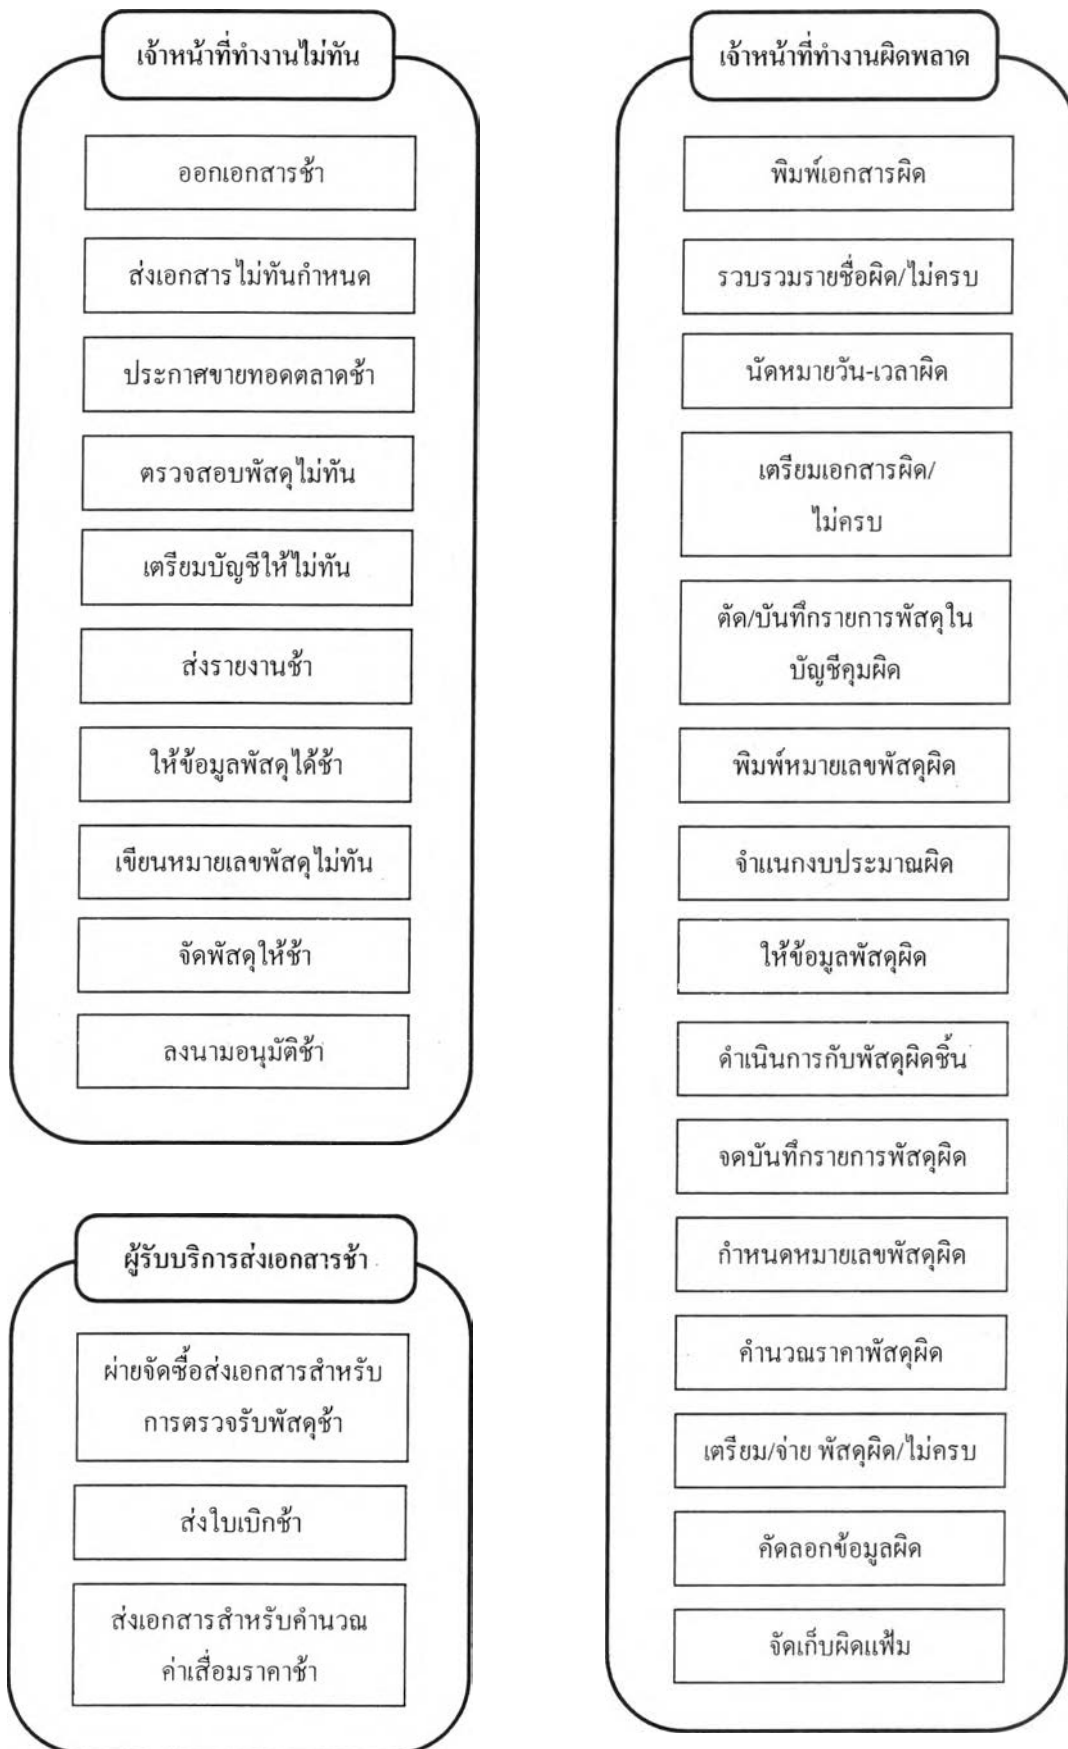 เจ้าหน้าที่ทำงานไม่ทัน
ออกเอกสารช้า
ส่งเอกสารไม่ทันกำหนด
ประกาศขายทอดตลาดช้า
ตรวจสอบพัสดุไม่ทัน
เตรียมบัญชีให้ไม่ทัน
ส่งรายงานช้า
ให้ข้อมูลพัสดุได้ช้า
เขียนหมายเลขพัสดุไม่ทัน
จัดพัสดุให้ช้า
ลงนามอนุมัติช้า
ผู้รับบริการส่งเอกสารช้า
ฝ่ายจัดซื้อส่งเอกสารสำหรับ
การตรวจรับพัสดุช้า
ส่งใบเบิกช้า
ส่งเอกสารสำหรับคำนวณ
ค่าเสื่อมราคาช้า
เจ้าหน้าที่ทำงานผิดพลาด
พิมพ์เอกสารผิด
รวบรวมรายชื่อผิด/ไม่ครบ
นัดหมายวัน-เวลาผิด
เตรียมเอกสารผิด/
ไม่ครบ
ตัด/บันทึกรายการพัสดุใน
บัญชีคุมผิด
พิมพ์หมายเลขพัสดุผิด
จำแนกงบประมาณผิด
ให้ข้อมูลพัสดุผิด
ดำเนินการกับพัสดุผิดชิ้น
จดบันทึกรายการพัสดุผิด
กำหนดหมายเลขพัสดุผิด
คำนวณราคาพัสดุผิด
เตรียม/จ่าย พัสดุผิด/ไม่ครบ
คัดลอกข้อมูลผิด
จัดเก็บผิดแฟ้ม